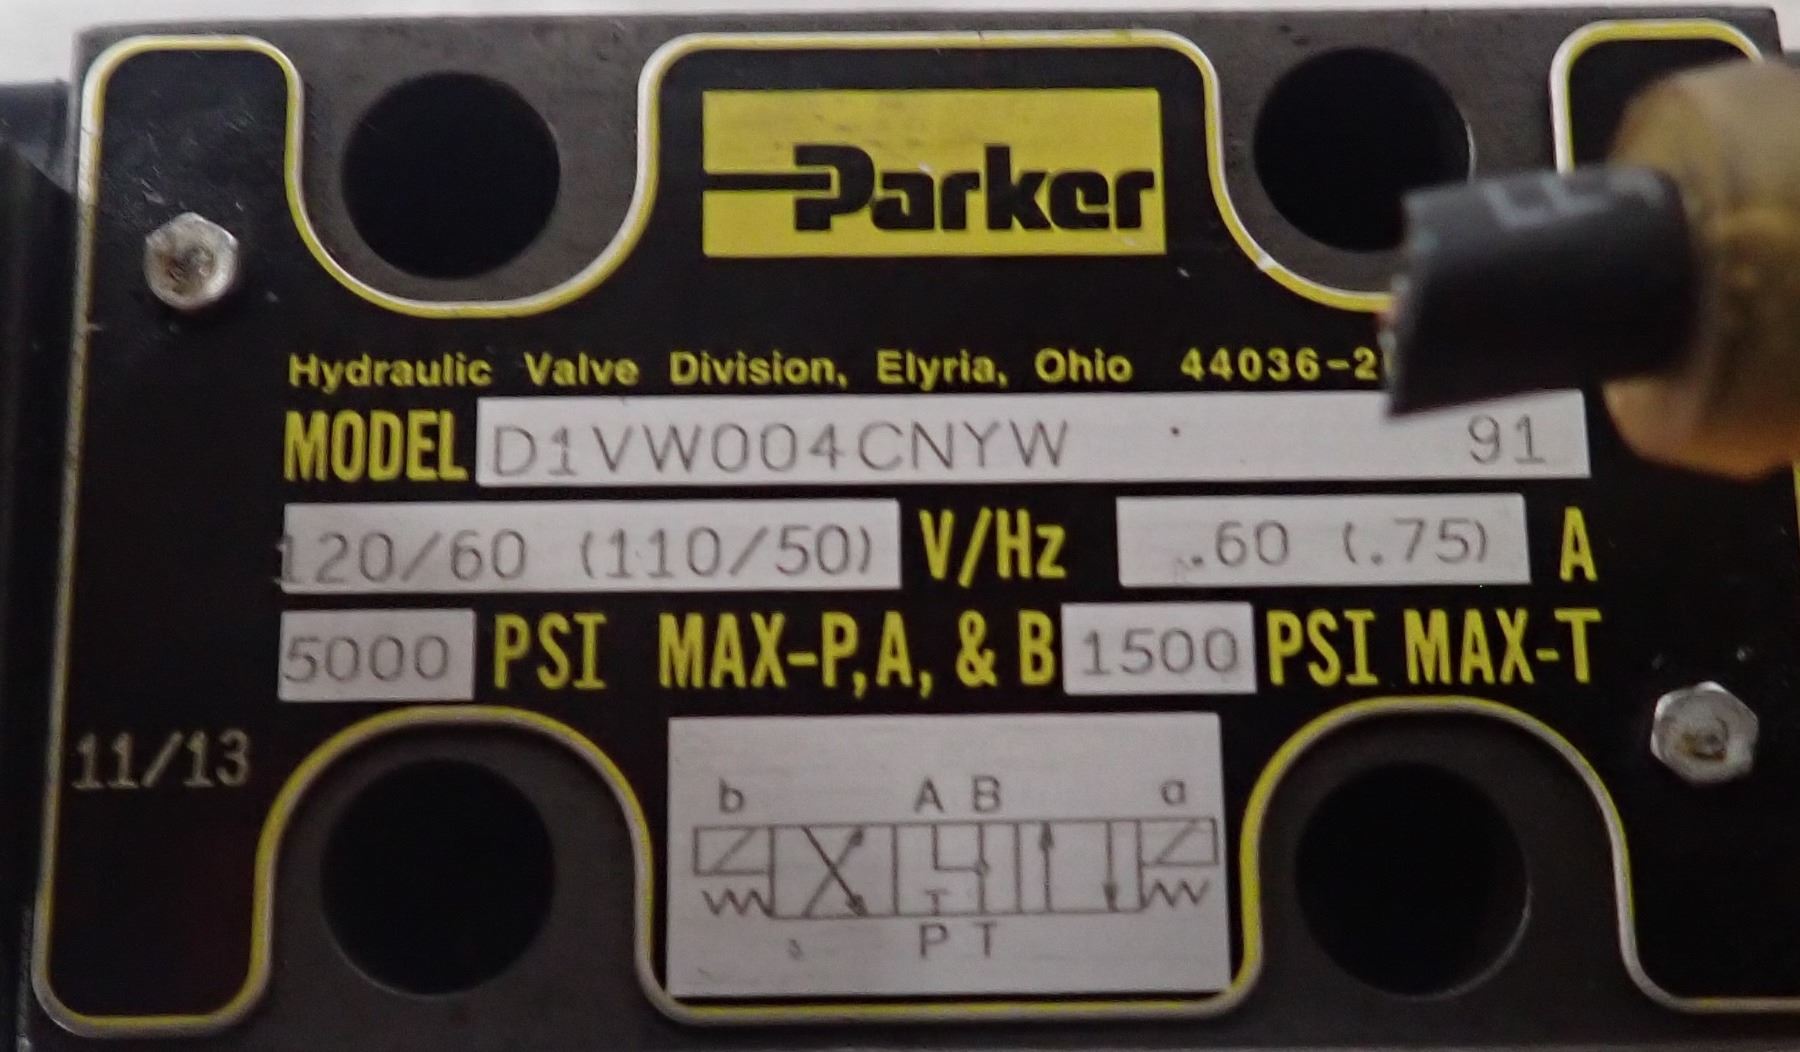 Parker
Hydraulic Valve Division, Elyria, Ohio 44036-2
MODEL D1VW004CNYW 91
120/60 (110/50) V/Hz .60 (.75) A
5000 PSI MAX-P,A, & B 1500 PSI MAX-T
11/13
b A B a
P T